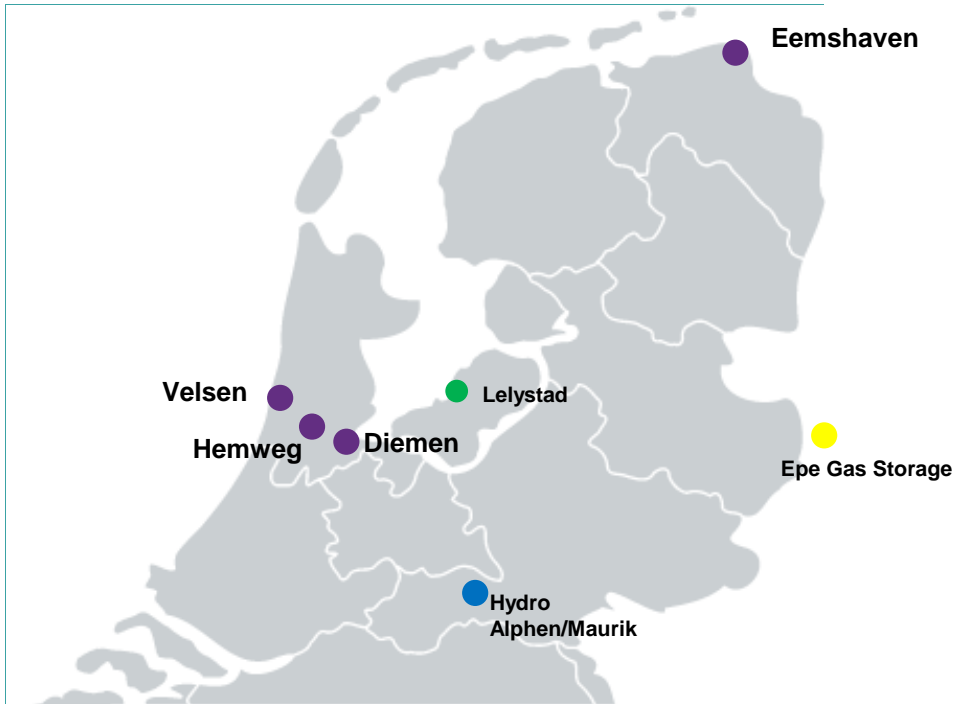 Eemshaven
Velsen
Lelystad
Hemweg
Diemen
Epe Gas Storage
Hydro
Alphen/Maurik